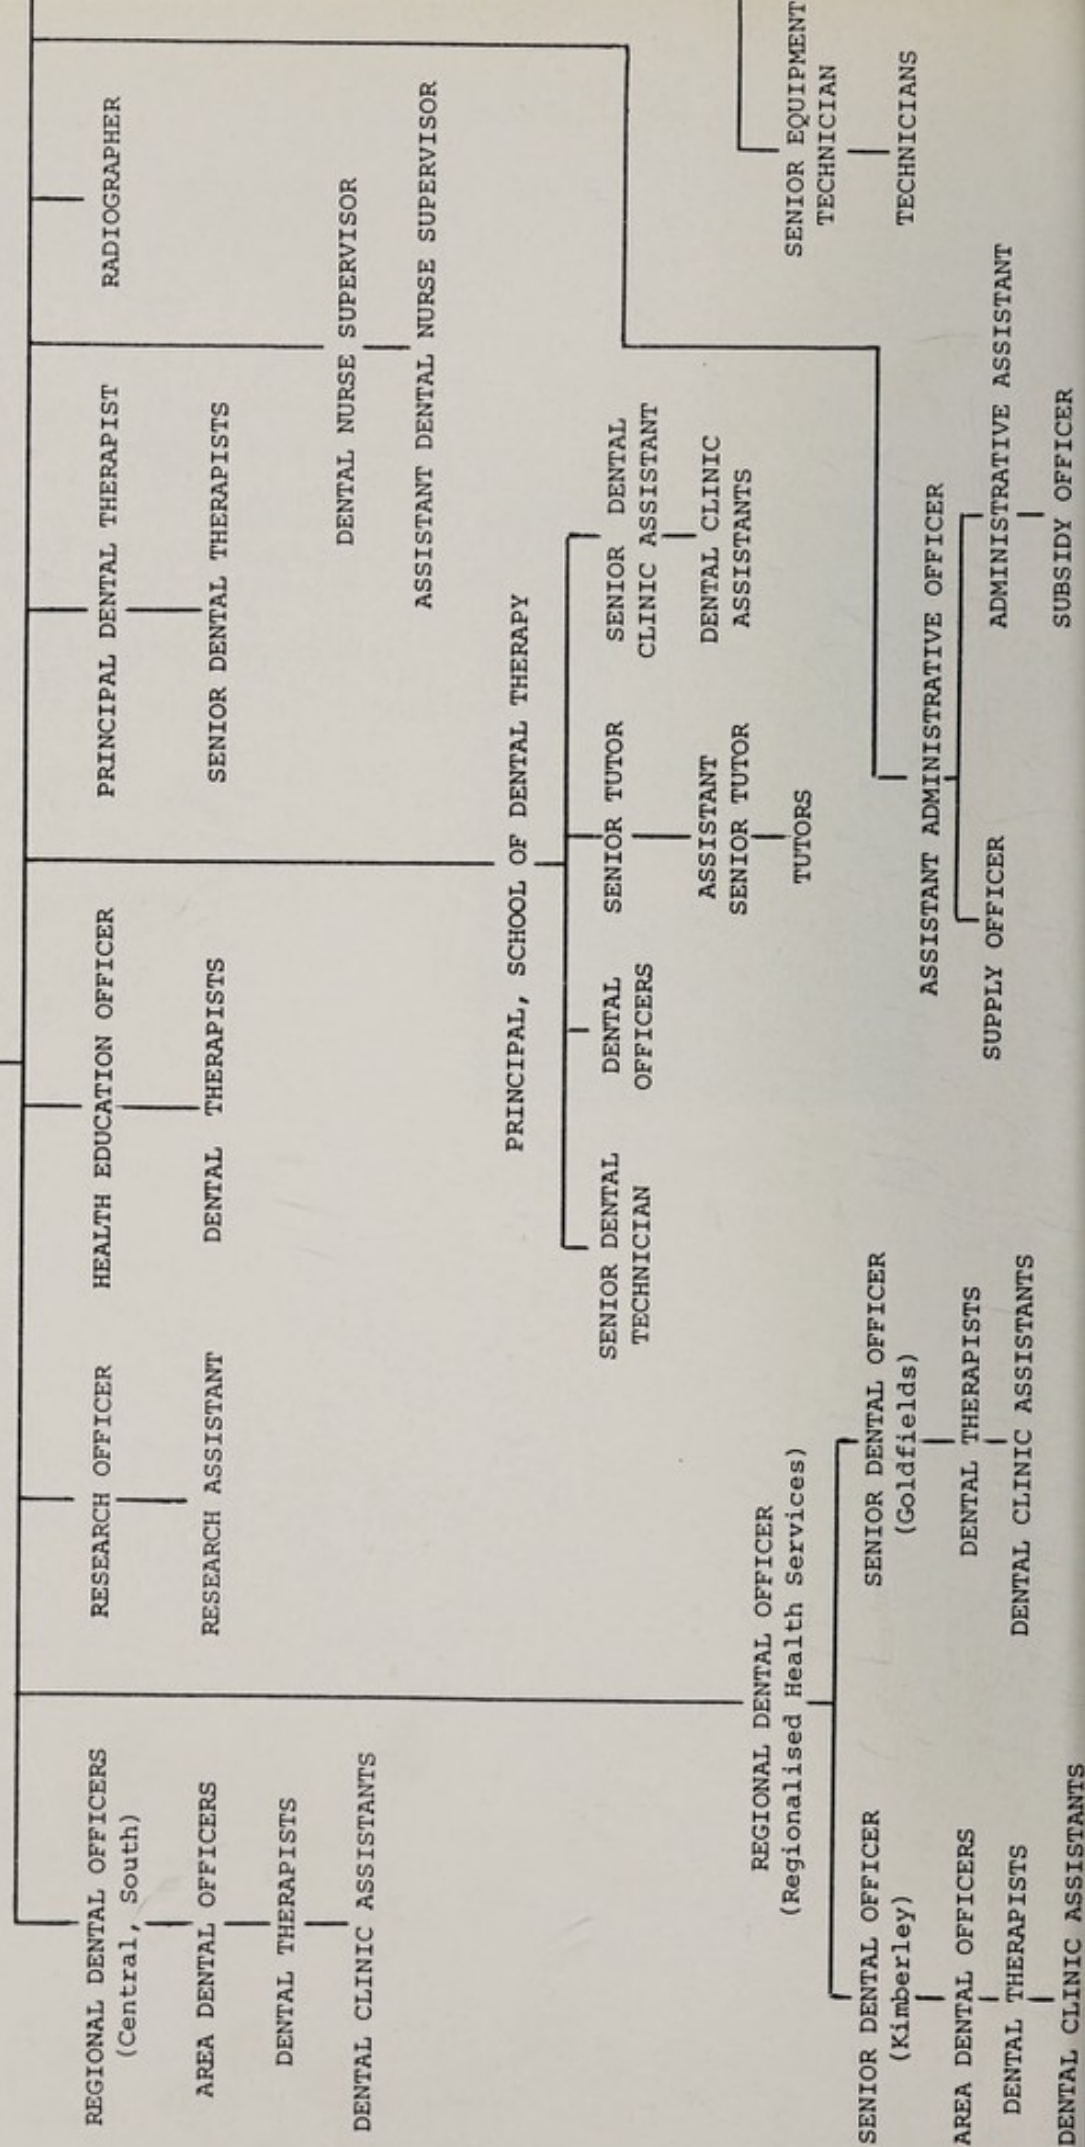 REGIONAL DENTAL OFFICERS
(Central, South)
AREA DENTAL OFFICERS
DENTAL THERAPISTS
DENTAL CLINIC ASSISTANTS
RESEARCH OFFICER
RESEARCH ASSISTANT
HEALTH EDUCATION OFFICER
DENTAL THERAPISTS
PRINCIPAL DENTAL THERAPIST
SENIOR DENTAL THERAPISTS
RADIOGRAPHER
DENTAL NURSE SUPERVISOR
ASSISTANT DENTAL NURSE SUPERVISOR
PRINCIPAL, SCHOOL OF DENTAL THERAPY
SENIOR DENTAL
TECHNICIAN
DENTAL
OFFICERS
SENIOR TUTOR
ASSISTANT
SENIOR TUTOR
TUTORS
SENIOR DENTAL
CLINIC ASSISTANT
DENTAL CLINIC
ASSISTANTS
REGIONAL DENTAL OFFICER
(Regionalised Health Services)
SENIOR DENTAL OFFICER
(Kimberley)
AREA DENTAL OFFICERS
DENTAL THERAPISTS
DENTAL CLINIC ASSISTANTS
SENIOR DENTAL OFFICER
(Goldfields)
DENTAL THERAPISTS
DENTAL CLINIC ASSISTANTS
ASSISTANT ADMINISTRATIVE OFFICER
SUPPLY OFFICER
ADMINISTRATIVE ASSISTANT
SUBSIDY OFFICER
SENIOR EQUIPMENT
TECHNICIAN
TECHNICIANS